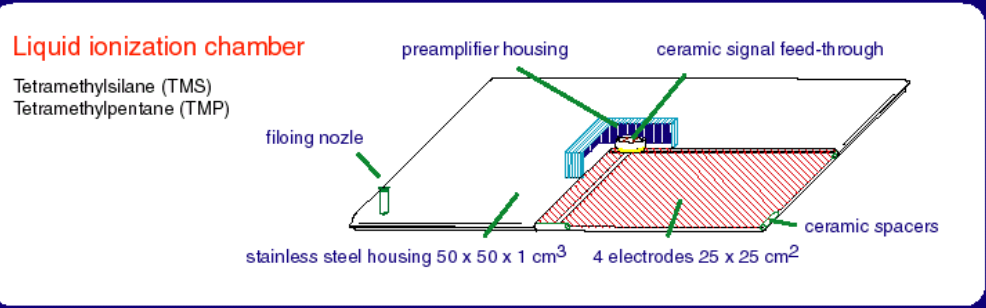 Liquid ionization chamber
preamplifier housing
ceramic signal feed-through
Tetramethylsilane (TMS)
Tetramethylpentane (TMP)
filoing nozzle
ceramic spacers
stainless steel housing 50 x 50 x 1 cm³
4 electrodes 25 x 25 cm²